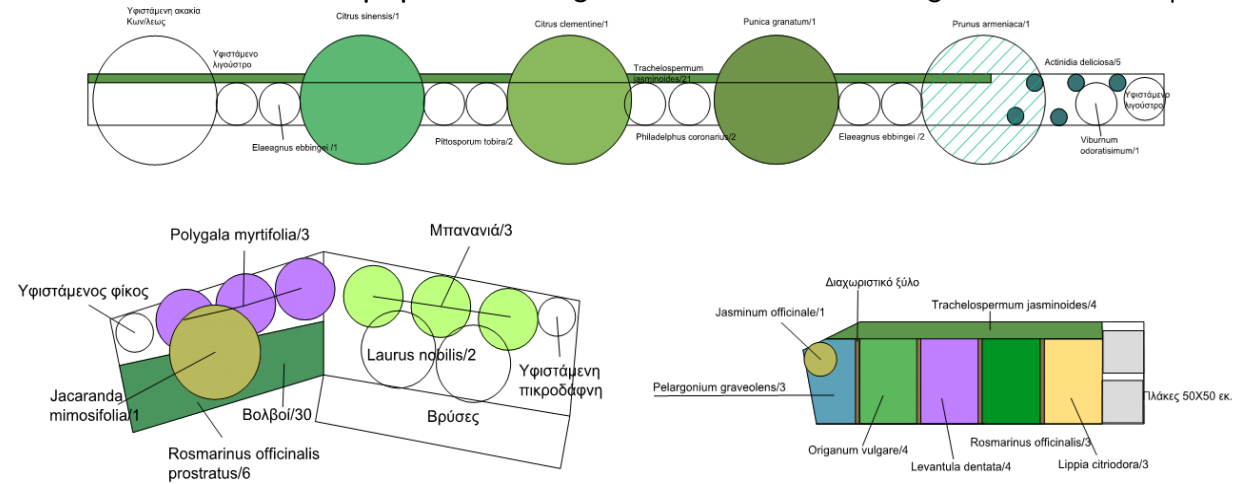 Υφιστάμενη ακακία
Κων/λεως
Citrus sinensis/1
Citrus clementine/1
Punica granatum/1
Prunus armeniaca/1
Υφιστάμενο
λιγούστρο
Trachelospermum
jasminoides/21
Actinidia deliciosa/5
Υφιστάμενο
λιγούστρο
Elaeagnus ebbingei /1
Pittosporum tobira/2
Philadelphus coronarius/2
Elaeagnus ebbingei /2
Viburnum
odoratisimum/1
Polygala myrtifolia/3
Μπανανιά/3
Υφιστάμενος φίκος
Laurus nobilis/2
Υφιστάμενη
πικροδάφνη
Jacaranda
mimosifolia/1
Βολβοί/30
Βρύσες
Rosmarinus officinalis
prostratus/6
Διαχωριστικό ξύλο
Jasminum officinale/1
Trachelospermum jasminoides/4
Pelargonium graveolens/3
Πλάκες 50X50 εκ.
Origanum vulgare/4
Rosmarinus officinalis/3
Levantula dentata/4
Lippia citriodora/3